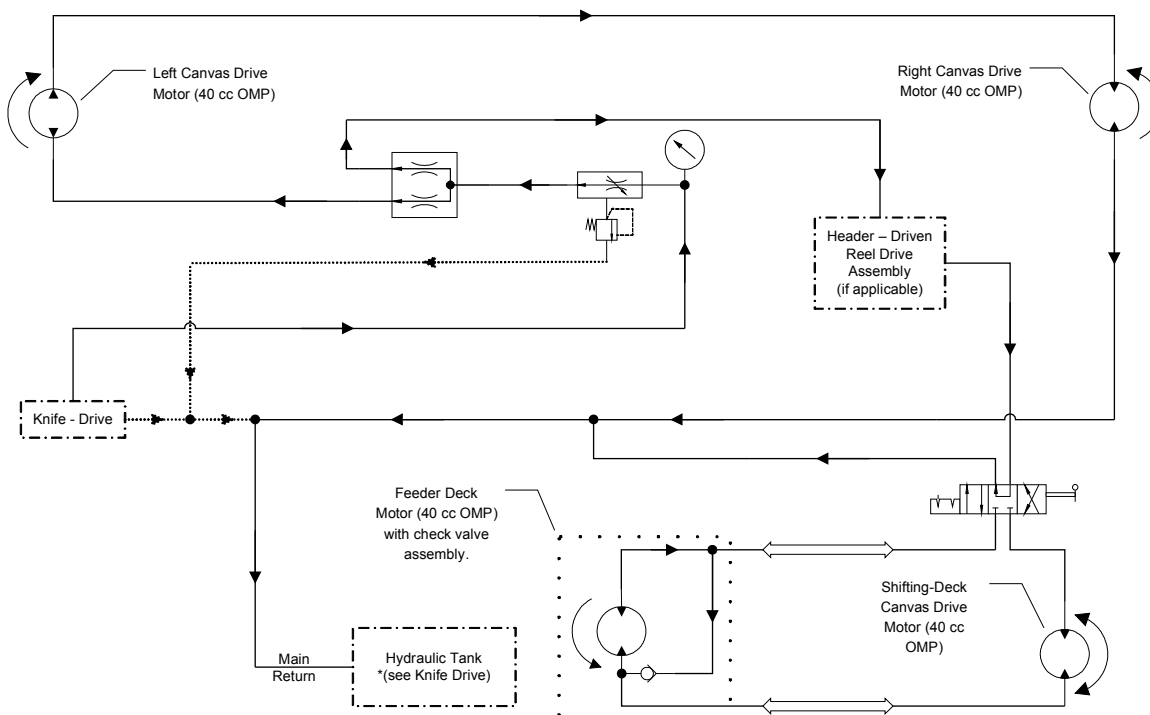 Left Canvas Drive
Motor (40 cc OMP)
Right Canvas Drive
Motor (40 cc OMP)
Header – Driven
Reel Drive
Assembly
(if applicable)
Knife - Drive
Feeder Deck
Motor (40 cc OMP)
with check valve
assembly.
Shifting-Deck
Canvas Drive
Motor (40 cc
OMP)
Main
Return
Hydraulic Tank
*(see Knife Drive)